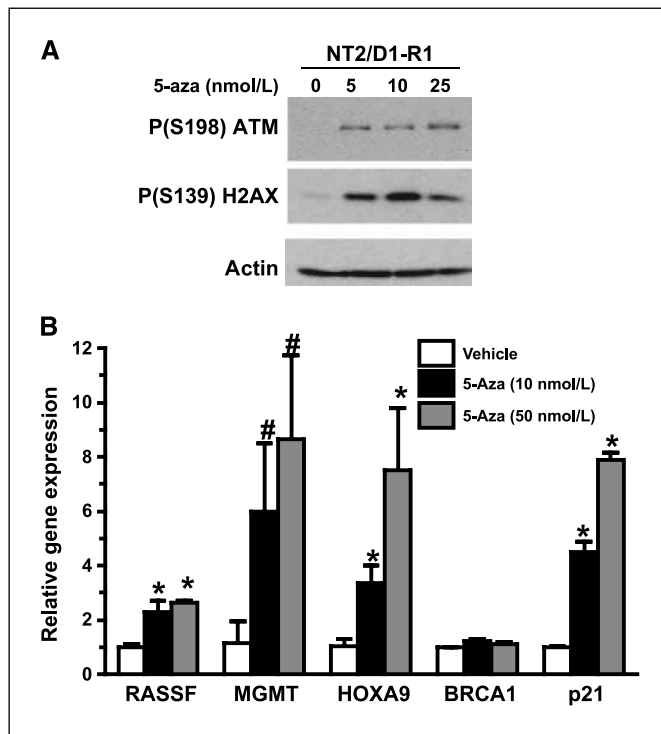 A
NT2/D1-R1
5-aza (nmol/L) 0 5 10 25
P(S198) ATM
P(S139) H2AX
Actin
B
Relative gene expression
12
10
8
6
4
2
0
Vehicle
5-Aza (10 nmol/L)
5-Aza (50 nmol/L)
* * # # * * * *
RASSF MGMT HOXA9 BRCA1 p21